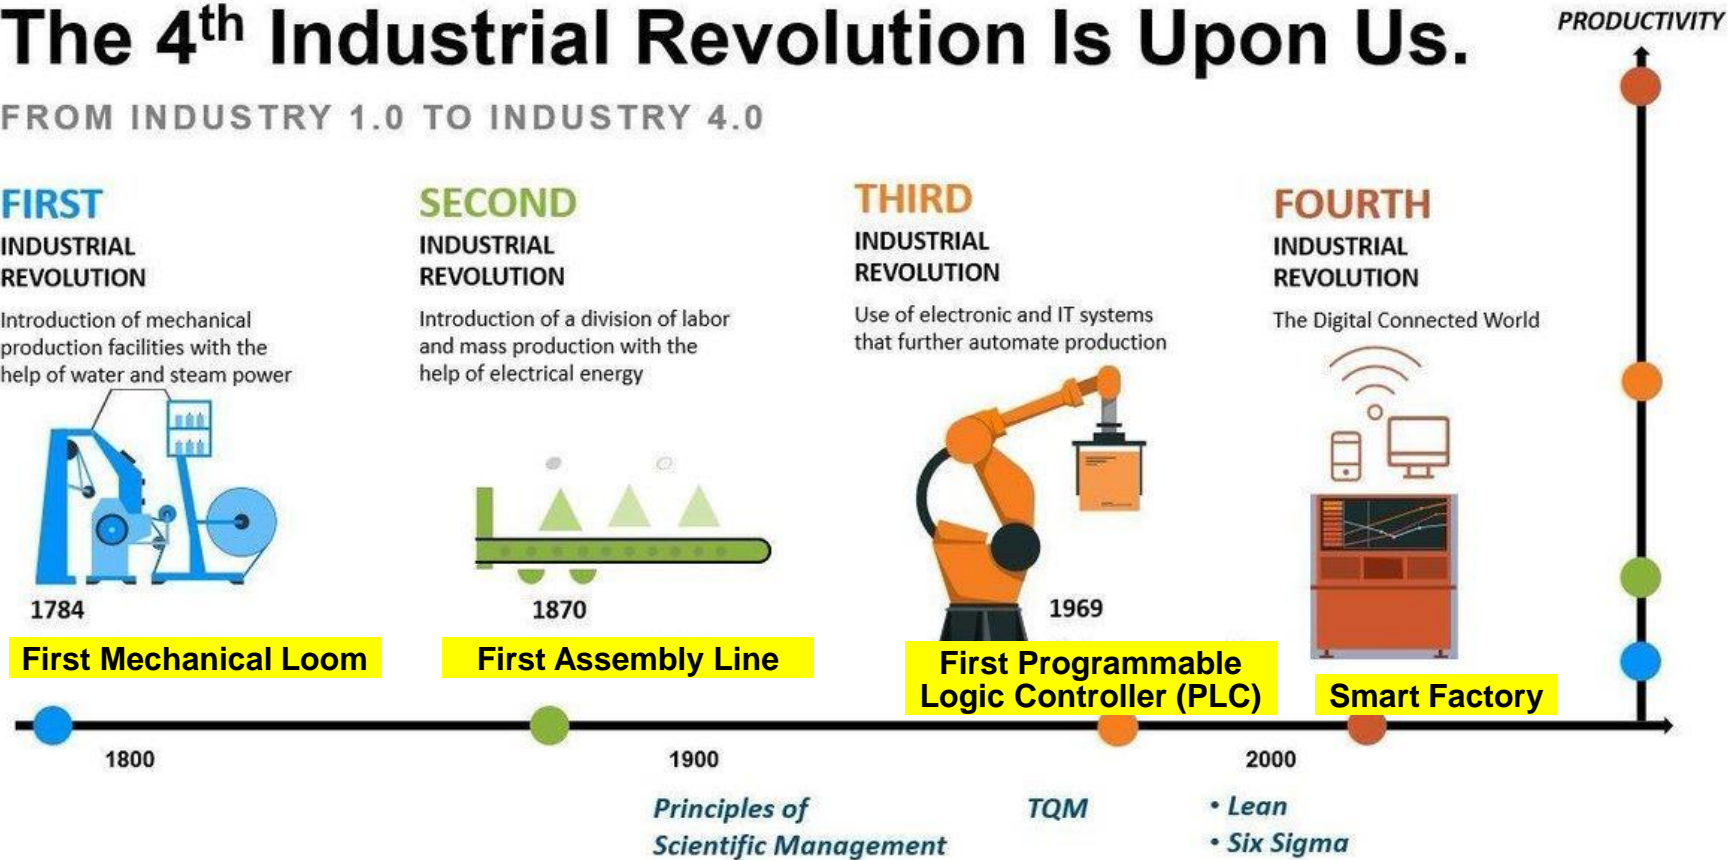 The 4th Industrial Revolution Is Upon Us.
PRODUCTIVITY
FROM INDUSTRY 1.0 TO INDUSTRY 4.0
FIRST
INDUSTRIAL
REVOLUTION
Introduction of mechanical
production facilities with the
help of water and steam power
1784
First Mechanical Loom
SECOND
INDUSTRIAL
REVOLUTION
Introduction of a division of labor
and mass production with the
help of electrical energy
1870
First Assembly Line
THIRD
INDUSTRIAL
REVOLUTION
Use of electronic and IT systems
that further automate production
1969
First Programmable
Logic Controller (PLC)
FOURTH
INDUSTRIAL
REVOLUTION
The Digital Connected World
Smart Factory
1800
1900
2000
Principles of
Scientific Management
TQM
• Lean
• Six Sigma